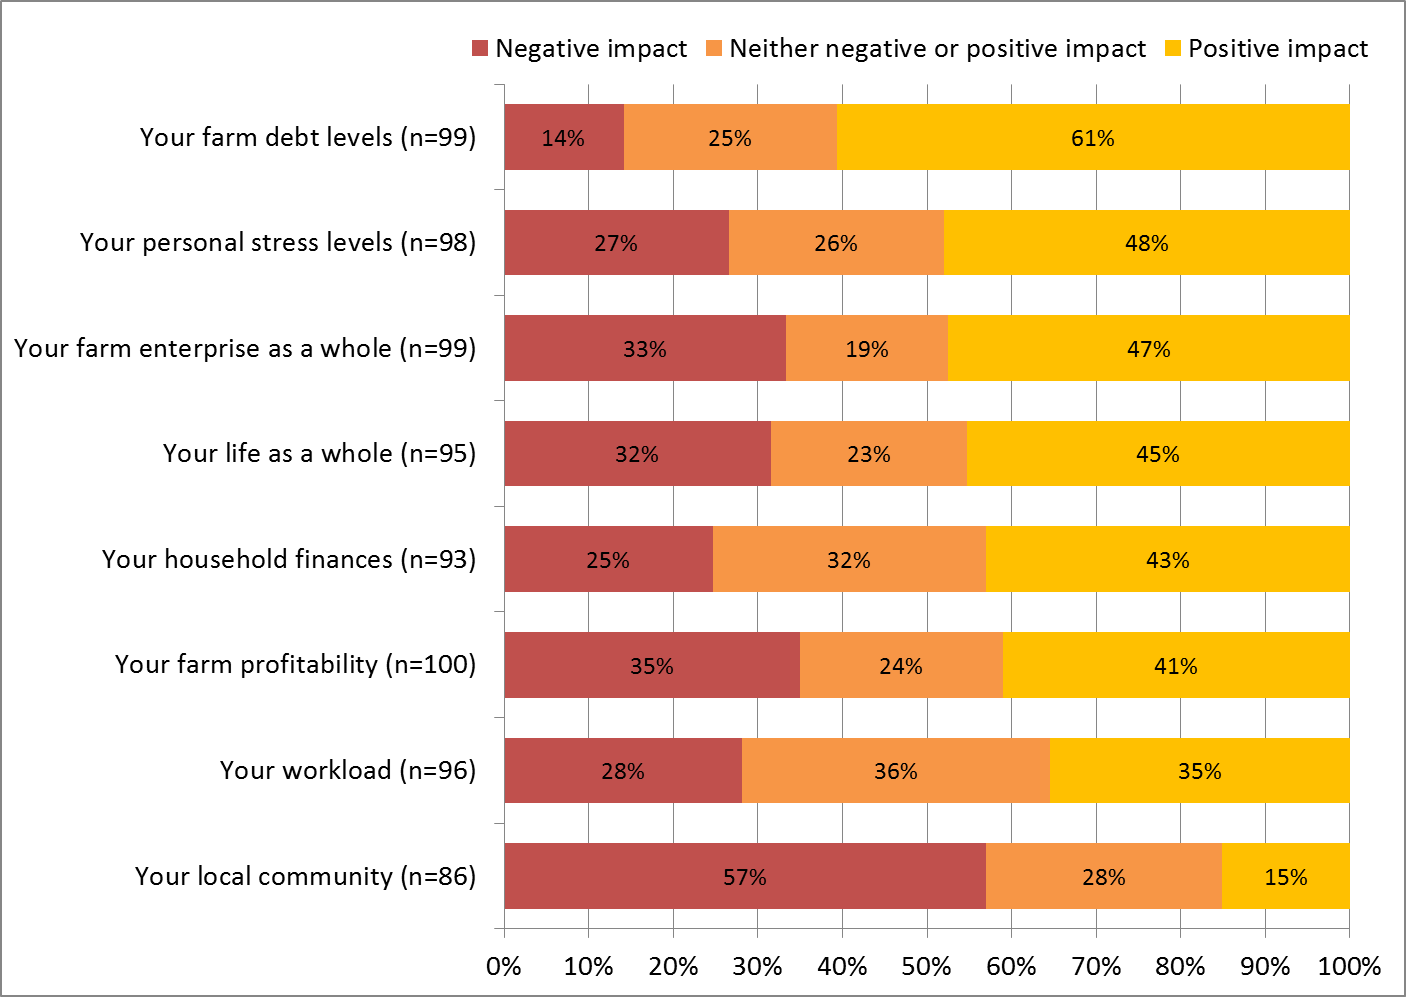 Negative impact Neither negative or positive impact Positive impact
Your farm debt levels (n=99) 14% 25% 61%
Your personal stress levels (n=98) 27% 26% 48%
Your farm enterprise as a whole (n=99) 33% 19% 47%
Your life as a whole (n=95) 32% 23% 45%
Your household finances (n=93) 25% 32% 43%
Your farm profitability (n=100) 35% 24% 41%
Your workload (n=96) 28% 36% 35%
Your local community (n=86) 57% 28% 15%
0% 10% 20% 30% 40% 50% 60% 70% 80% 90% 100%